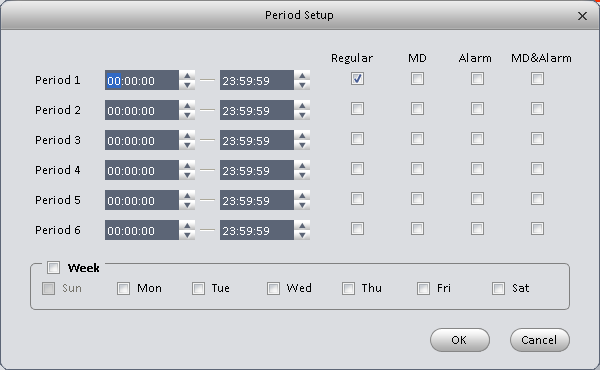 Period Setup
Regular MD Alarm MD&Alarm
Period 1 00:00:00 23:59:59
Period 2 00:00:00 23:59:59
Period 3 00:00:00 23:59:59
Period 4 00:00:00 23:59:59
Period 5 00:00:00 23:59:59
Period 6 00:00:00 23:59:59
Week
Sun Mon Tue Wed Thu Fri Sat
OK Cancel